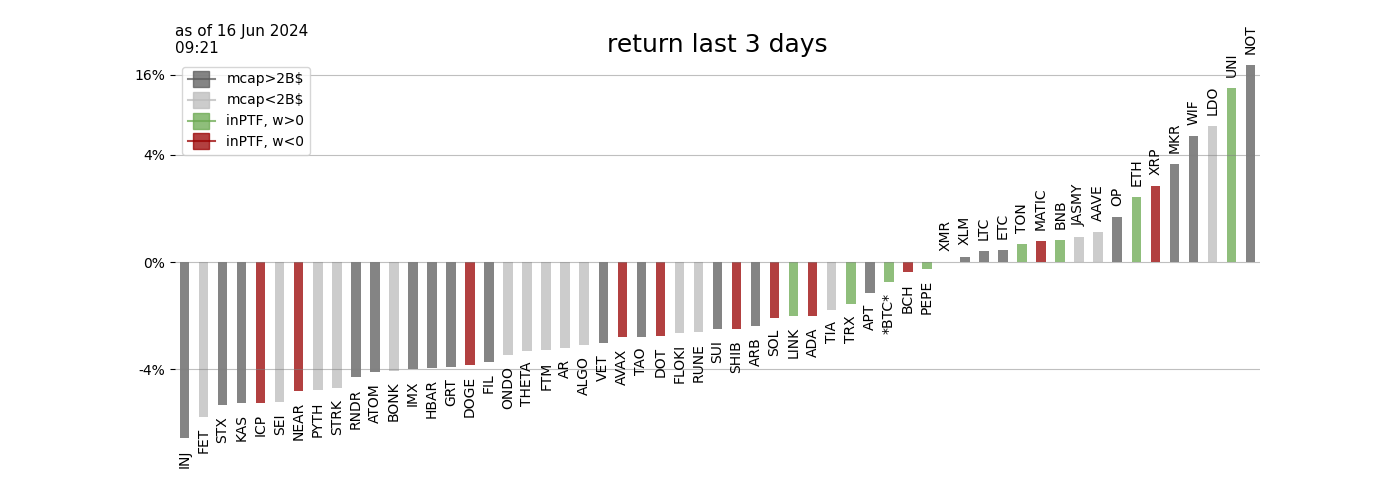 as of 16 Jun 2024
09:21
return last 3 days
mcap>2B$
mcap<2B$
inPTF, w>0
inPTF, w<0
16%
4%
0%
-4%
INJ
FET
STX
KAS
ICP
SEI
NEAR
PYTH
STRK
RNDR
ATOM
BONK
IMX
HBAR
GRT
DOGE
FIL
ONDO
THETA
FTM
AR
ALGO
VET
AVAX
TAO
DOT
FLOKI
RUNE
SUI
SHIB
ARB
SOL
LINK
ADA
TIA
TRX
APT
*BTC*
BCH
PEPE
XMR
XLM
LTC
ETC
TON
MATIC
BNB
JASMY
AAVE
OP
ETH
XRP
MKR
WIF
LDO
UNI
NOT